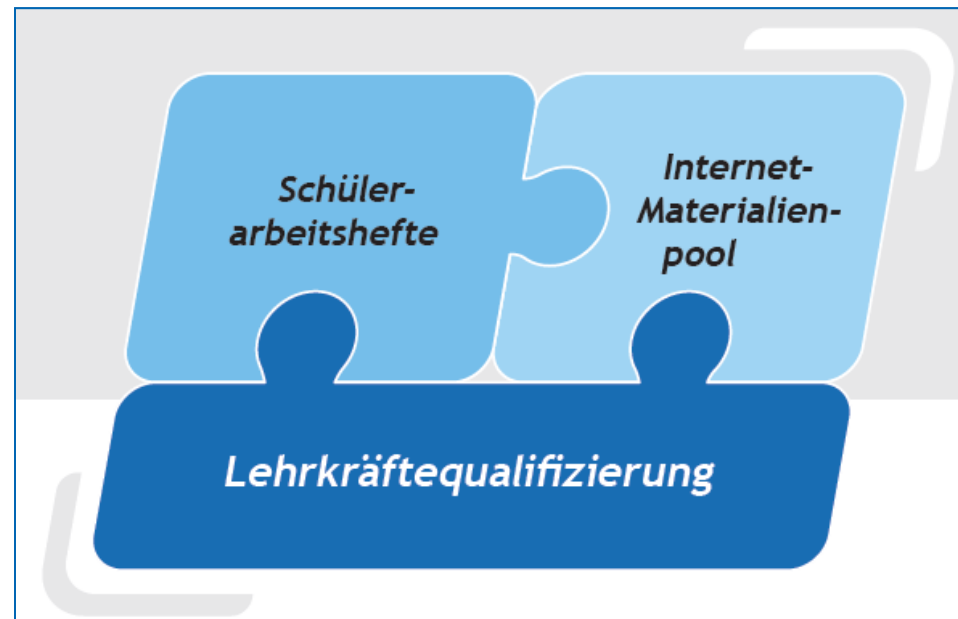 Schüler-
arbeitshefte
Internet-
Materialien-
pool
Lehrkräftequalifizierung